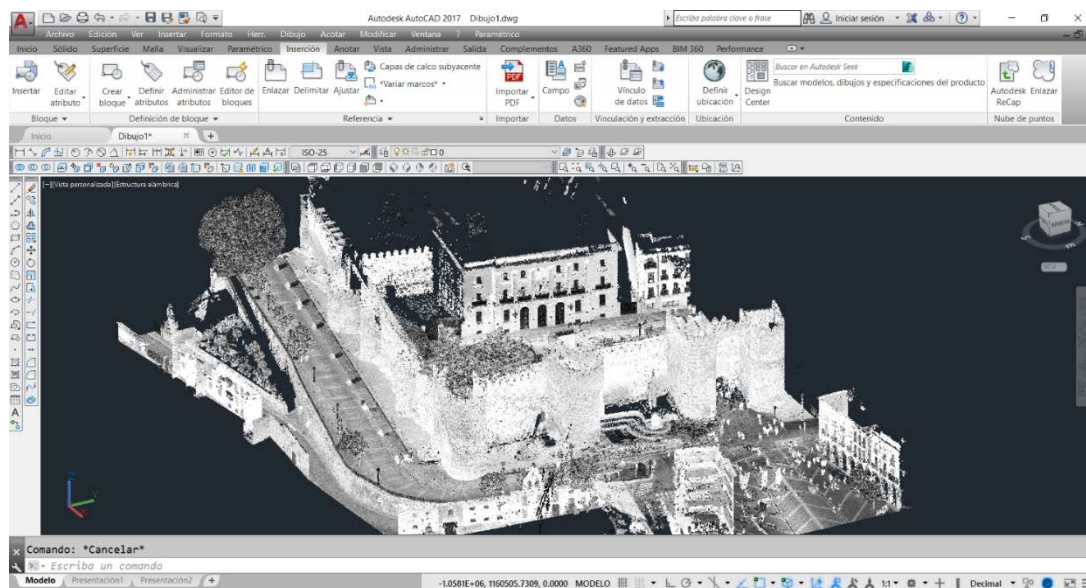 Autodesk AutoCAD 2017 Dibujo1.dwg
Escriba palabra clave o frase
Iniciar sesión
Archivo Edición Ver Insertar Formato Herr. Dibujo Acotar Modificar Ventana ? Paramétrico
Inicio Sólido Superficie Malla Visualizar Paramétrico Inserción Anotar Vista Administrar Salida Complementos A360 Featured Apps BIM 360 Performance
Insertar
Editar atributo
Crear bloque
Definir atributos
Administrar atributos
Editor de bloques
Enlazar
Delimitar
Ajustar
Capas de calco subyacente
*Variar marcos*
Importar PDF
PDF
Campo
Vínculo de datos
Definir ubicación
Design Center
Buscar en Autodesk Seek
Buscar modelos, dibujos y especificaciones del producto
Autodesk ReCap
Enlazar
Bloque Definición de bloque Referencia Importar Datos Vinculación y extracción Ubicación Contenido Nube de puntos
Inicio Dibujo1*
ISO-25
[−][Vista personalizada][Estructura alámbrica]
Comando: *Cancelar*
Escriba un comando
Modelo Presentación1 Presentación2 +
-1.0581E+06, 1160505.7309, 0.0000 MODELO 1:1 Decimal